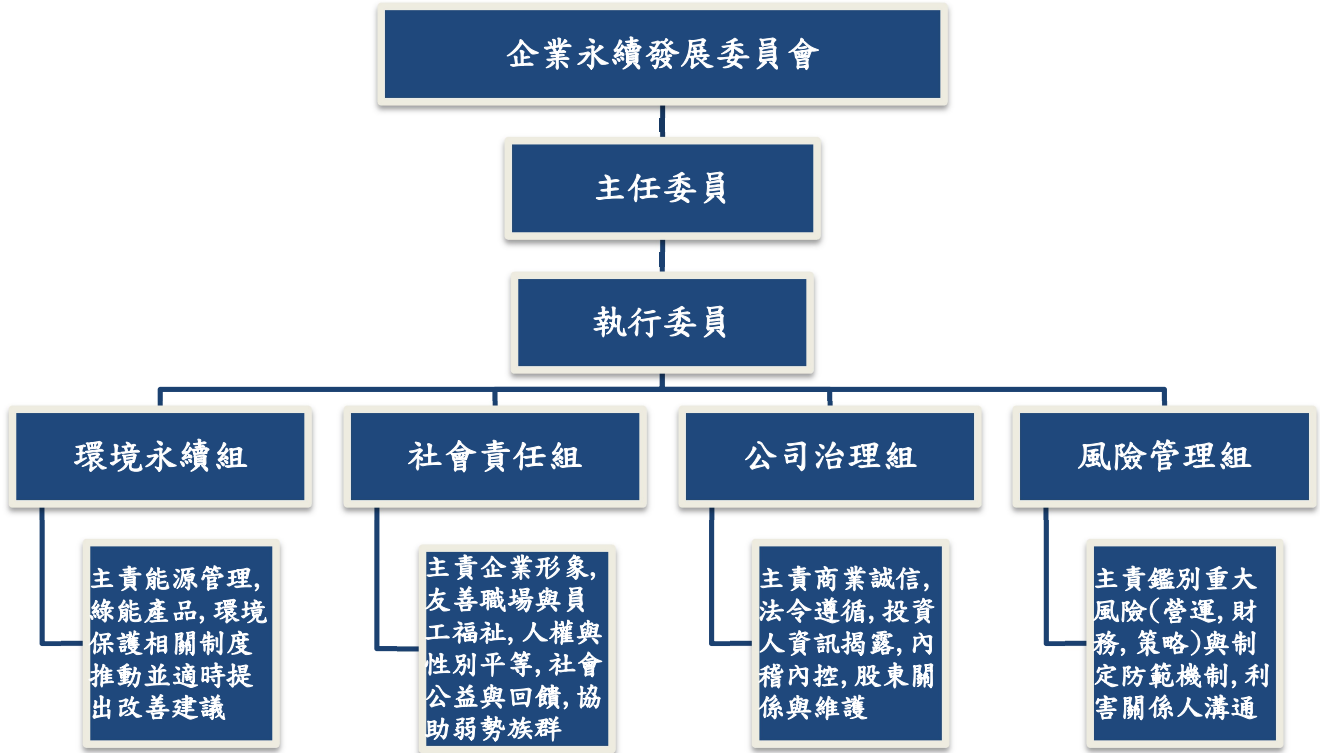 企業永續發展委員會
主任委員
執行委員
環境永續組
社會責任組
公司治理組
風險管理組
主責能源管理,
綠能產品,環境
保護相關制度
推動並適時提
出改善建議
主責企業形象,
友善職場與員
工福祉,人權與
性別平等,社會
公益與回饋,協
助弱勢族群
主責商業誠信,
法令遵循,投資
人資訊揭露,內
稽內控,股東關
係與維護
主責鑑別重大
風險(營運,財
務,策略)與制
定防範機制,利
害關係人溝通